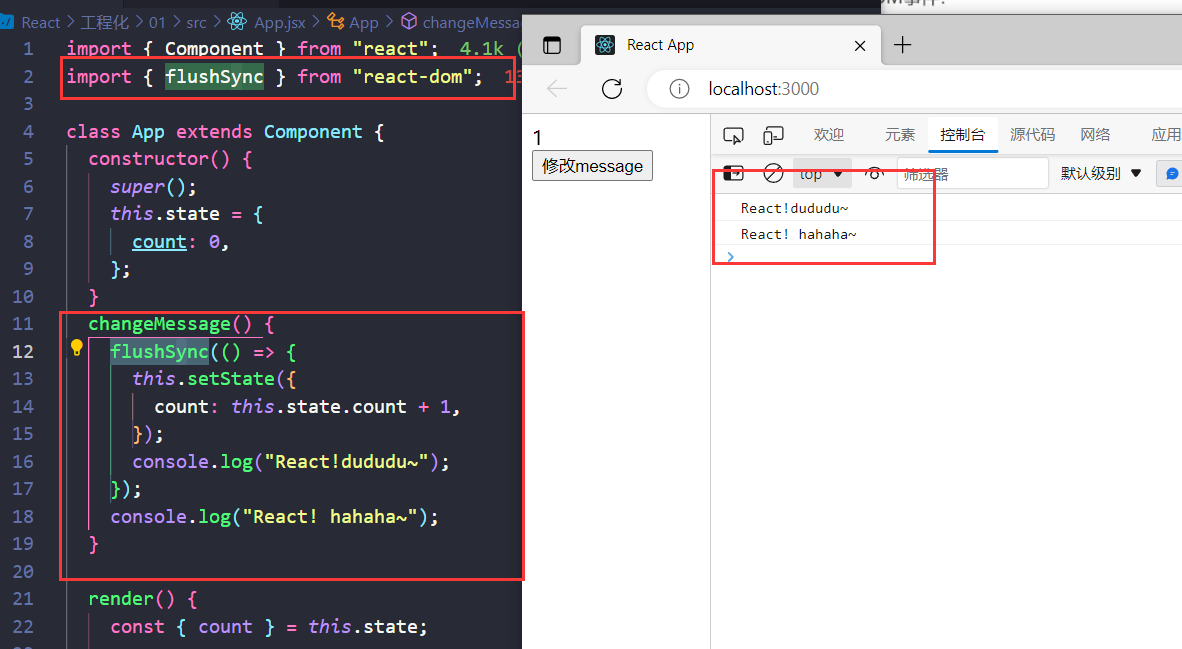 React > 工程化 > 01 > src > App.jsx > App > changeMessa
1 import { Component } from "react"; 4.1k (
2 import { flushSync } from "react-dom"; 13
3
4 class App extends Component {
5 constructor() {
6 super();
7 this.state = {
8 count: 0,
9 };
10 }
11 changeMessage() {
12 flushSync(() => {
13 this.setState({
14 count: this.state.count + 1,
15 });
16 console.log("React!dududu~");
17 });
18 console.log("React! hahaha~");
19 }
20
21 render() {
22 const { count } = this.state;
React App
localhost:3000
1
修改message
欢迎 元素 控制台 源代码 网络 应用
top 筛选器 默认级别
React!dududu~
React! hahaha~